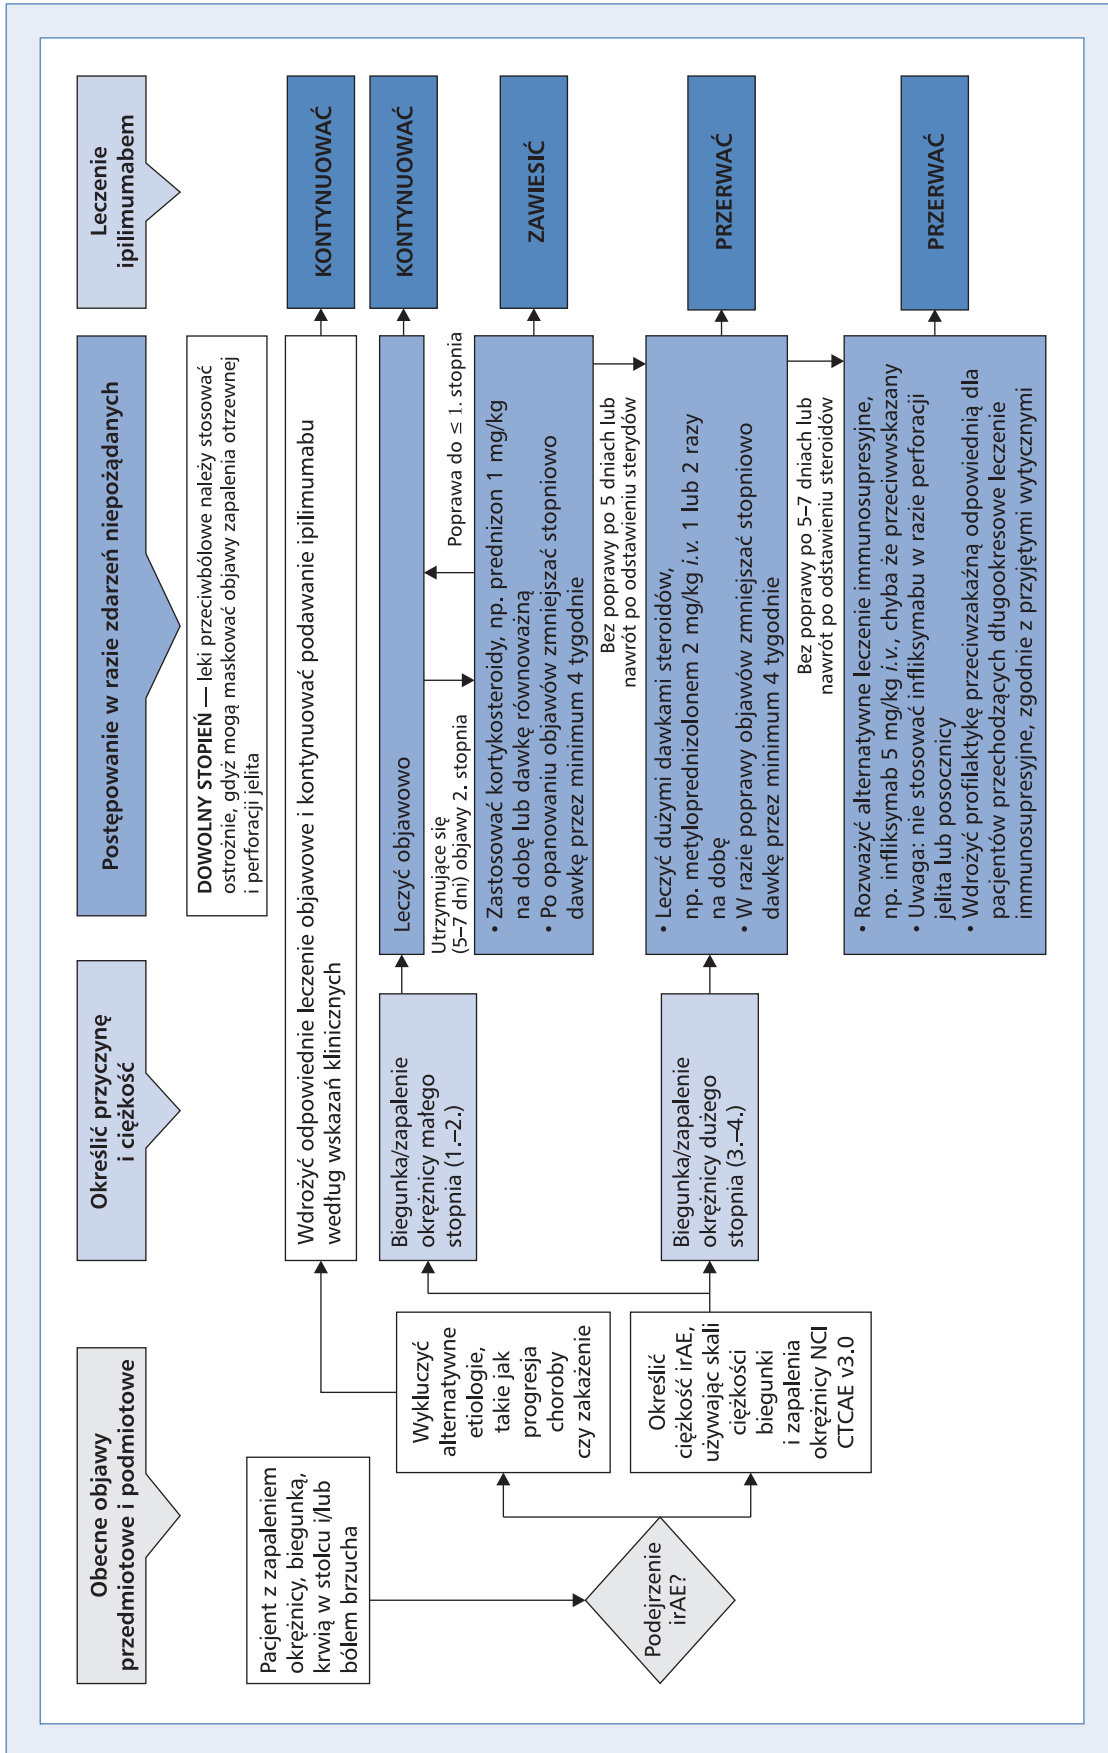 Obecne objawy
przedmiotowe i podmiotowe
Określić przyczynę
i ciężkość
Postępowanie w razie zdarzeń niepożądanych
Leczenie
ipilimumabem
DOWOLNY STOPIEŃ — leki przeciwbólowe należy stosować
ostrożnie, gdyż mogą maskować objawy zapalenia otrzewnej
i perforacji jelita
Pacjent z zapaleniem
okrężnicy, biegunką,
krwią w stolcu i/lub
bólem brzucha
Podejrzenie
irAE?
Wykluczyć
alternatywne
etiologie,
takie jak
progresja
choroby
czy zakażenie
Wdrożyć odpowiednie leczenie objawowe i kontynuować podawanie ipilimumabu
według wskazań klinicznych
KONTYNUOWAĆ
Określić
ciężkość irAE,
używając skali
ciężkości
biegunki
i zapalenia
okrężnicy NCI
CTCAE v3.0
Biegunka/zapalenie
okrężnicy małego
stopnia (1.–2.)
Leczyć objawowo
KONTYNUOWAĆ
Utrzymujące się
(5–7 dni) objawy 2. stopnia
Poprawa do ≤ 1. stopnia
• Zastosować kortykosteroidy, np. prednizon 1 mg/kg
na dobę lub dawkę równoważną
• Po opanowaniu objawów zmniejszać stopniowo
dawkę przez minimum 4 tygodnie
ZAWIESIĆ
Bez poprawy po 5 dniach lub
nawrót po odstawieniu sterydów
Biegunka/zapalenie
okrężnicy dużego
stopnia (3.–4.)
• Leczyć dużymi dawkami steroidów,
np. metyloprednizolonem 2 mg/kg i.v. 1 lub 2 razy
na dobę
• W razie poprawy objawów zmniejszać stopniowo
dawkę przez minimum 4 tygodnie
PRZERWAĆ
Bez poprawy po 5–7 dniach lub
nawrót po odstawieniu steroidów
• Rozważyć alternatywne leczenie immunosupresyjne,
np. infliksymab 5 mg/kg i.v., chyba że przeciwwskazany
• Uwaga: nie stosować infliksymabu w razie perforacji
jelita lub posocznicy
• Wdrożyć profilaktykę przeciwzakaźną odpowiednią dla
pacjentów przechodzących długookresowe leczenie
immunosupresyjne, zgodnie z przyjętymi wytycznymi
PRZERWAĆ